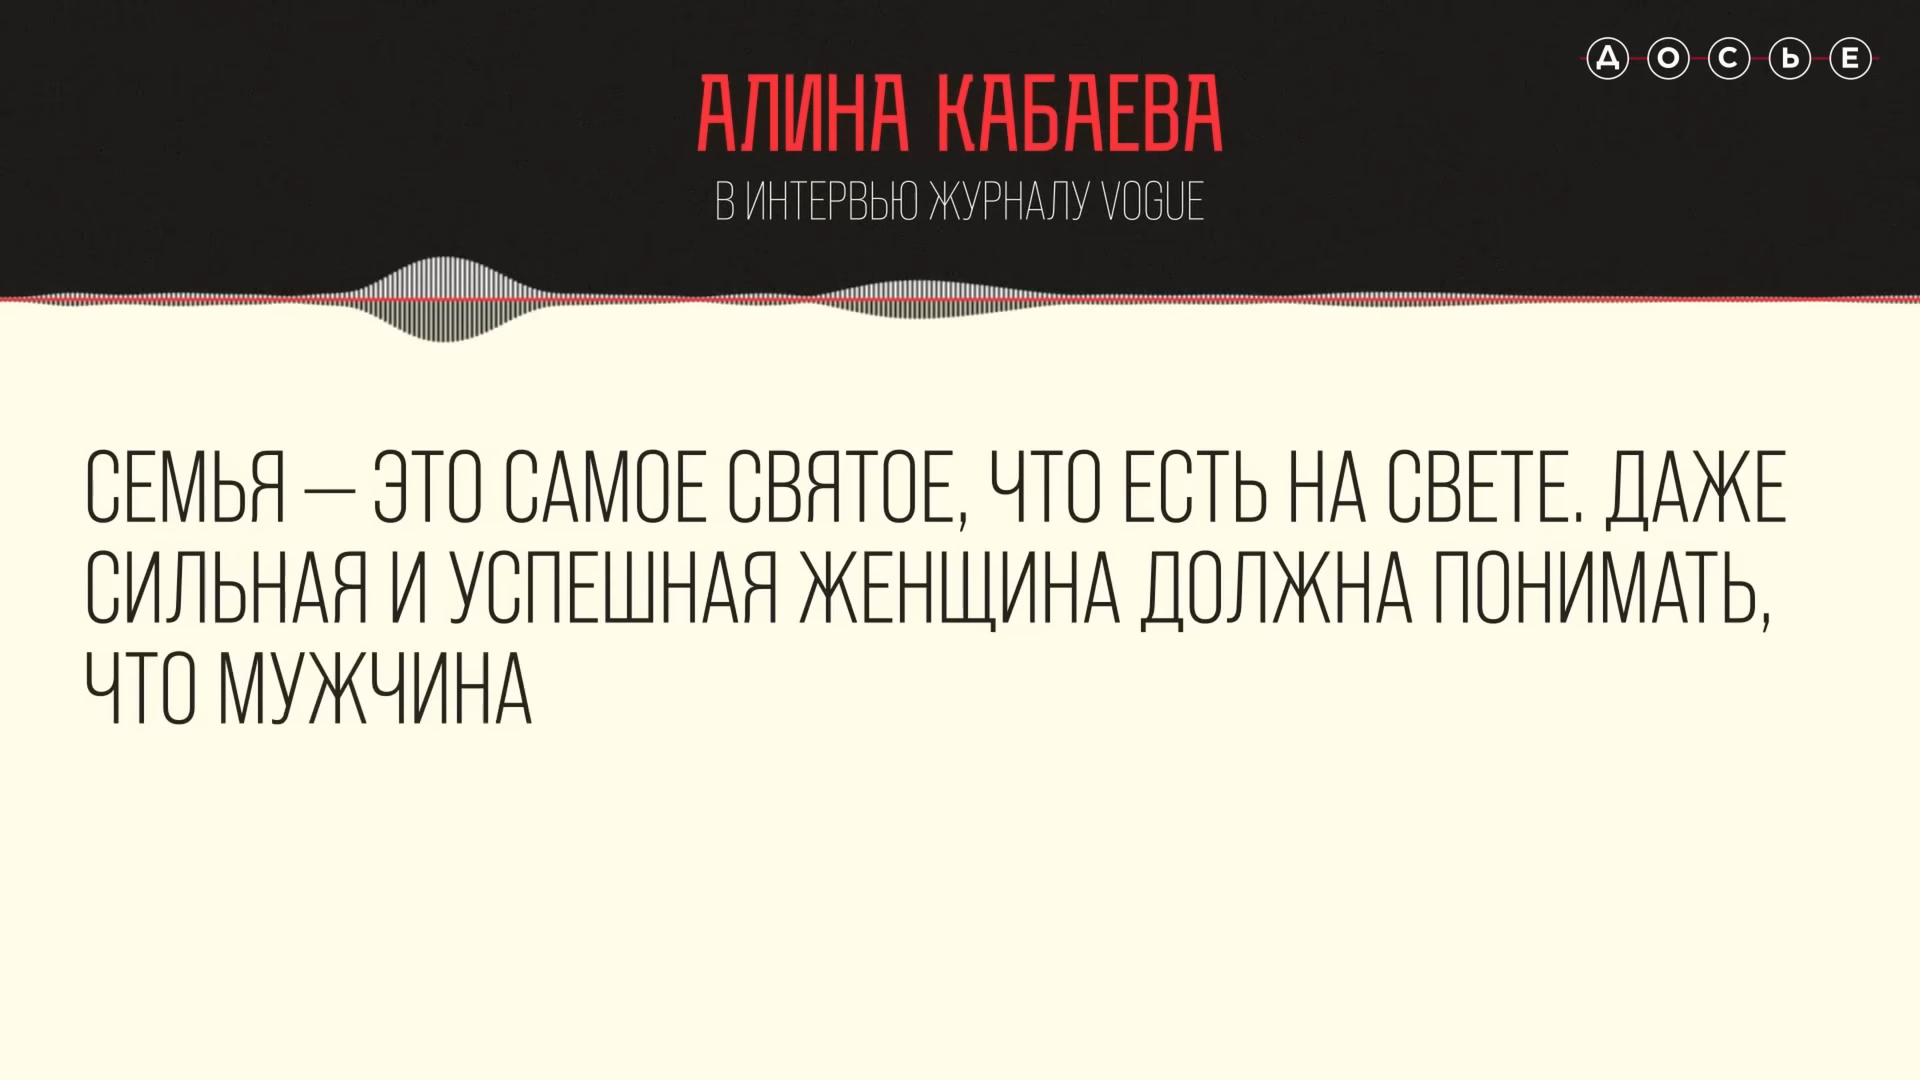 ДОСЬЕ
АЛИНА КАБАЕВА
В ИНТЕРВЬЮ ЖУРНАЛУ VOGUE
СЕМЬЯ – ЭТО САМОЕ СВЯТОЕ, ЧТО ЕСТЬ НА СВЕТЕ. ДАЖЕ
СИЛЬНАЯ И УСПЕШНАЯ ЖЕНЩИНА ДОЛЖНА ПОНИМАТЬ,
ЧТО МУЖЧИНА